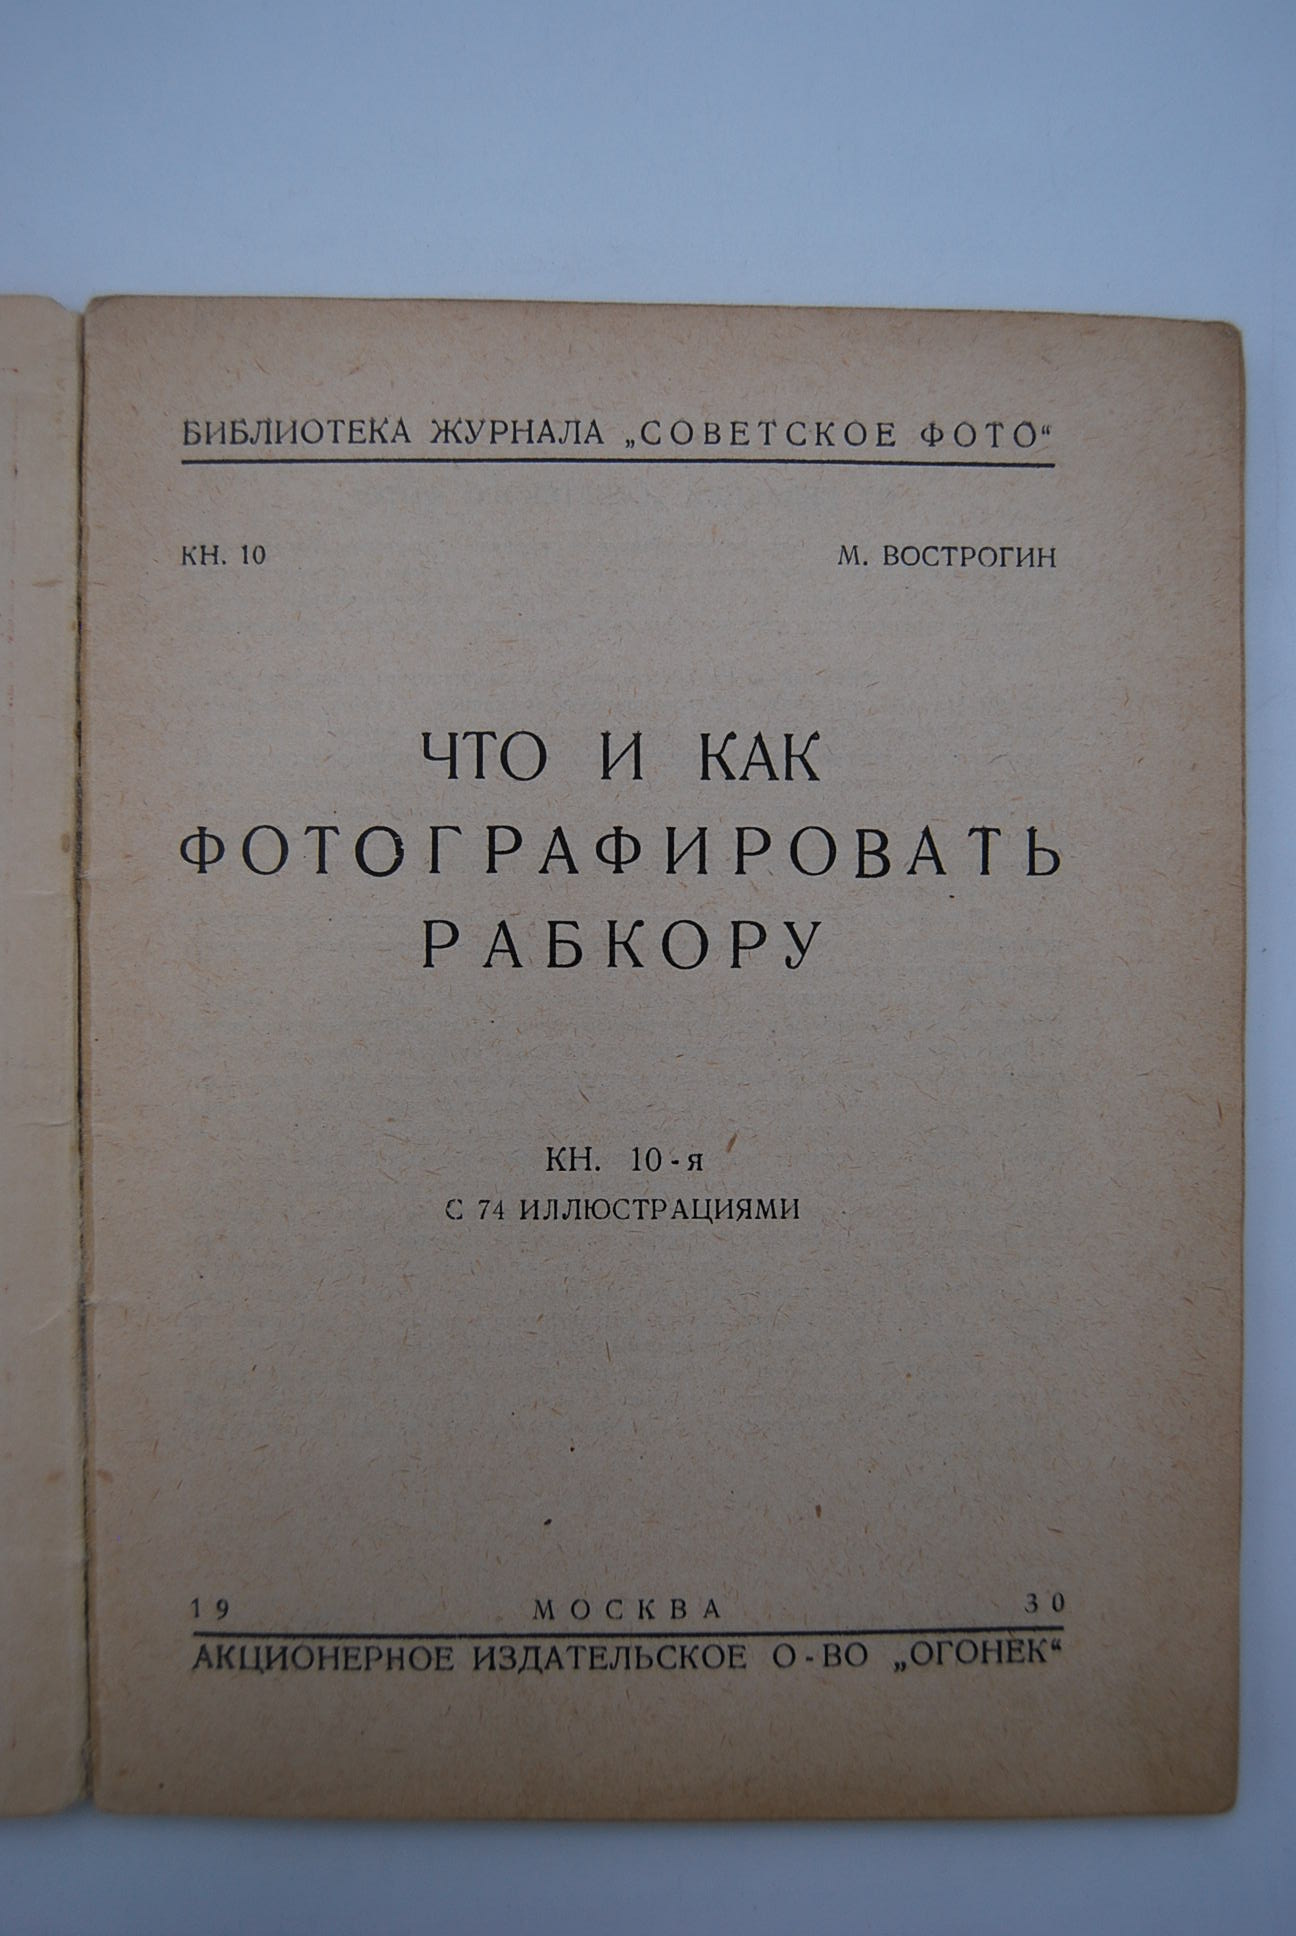 БИБЛИОТЕКА ЖУРНАЛА „СОВЕТСКОЕ ФОТО“
КН. 10 М. ВОСТРОГИН
ЧТО И КАК
ФОТОГРАФИРОВАТЬ
РАБКОРУ
КН. 10-я
С 74 ИЛЛЮСТРАЦИЯМИ
19 МОСКВА 30
АКЦИОНЕРНОЕ ИЗДАТЕЛЬСКОЕ О-ВО „ОГОНЕК“